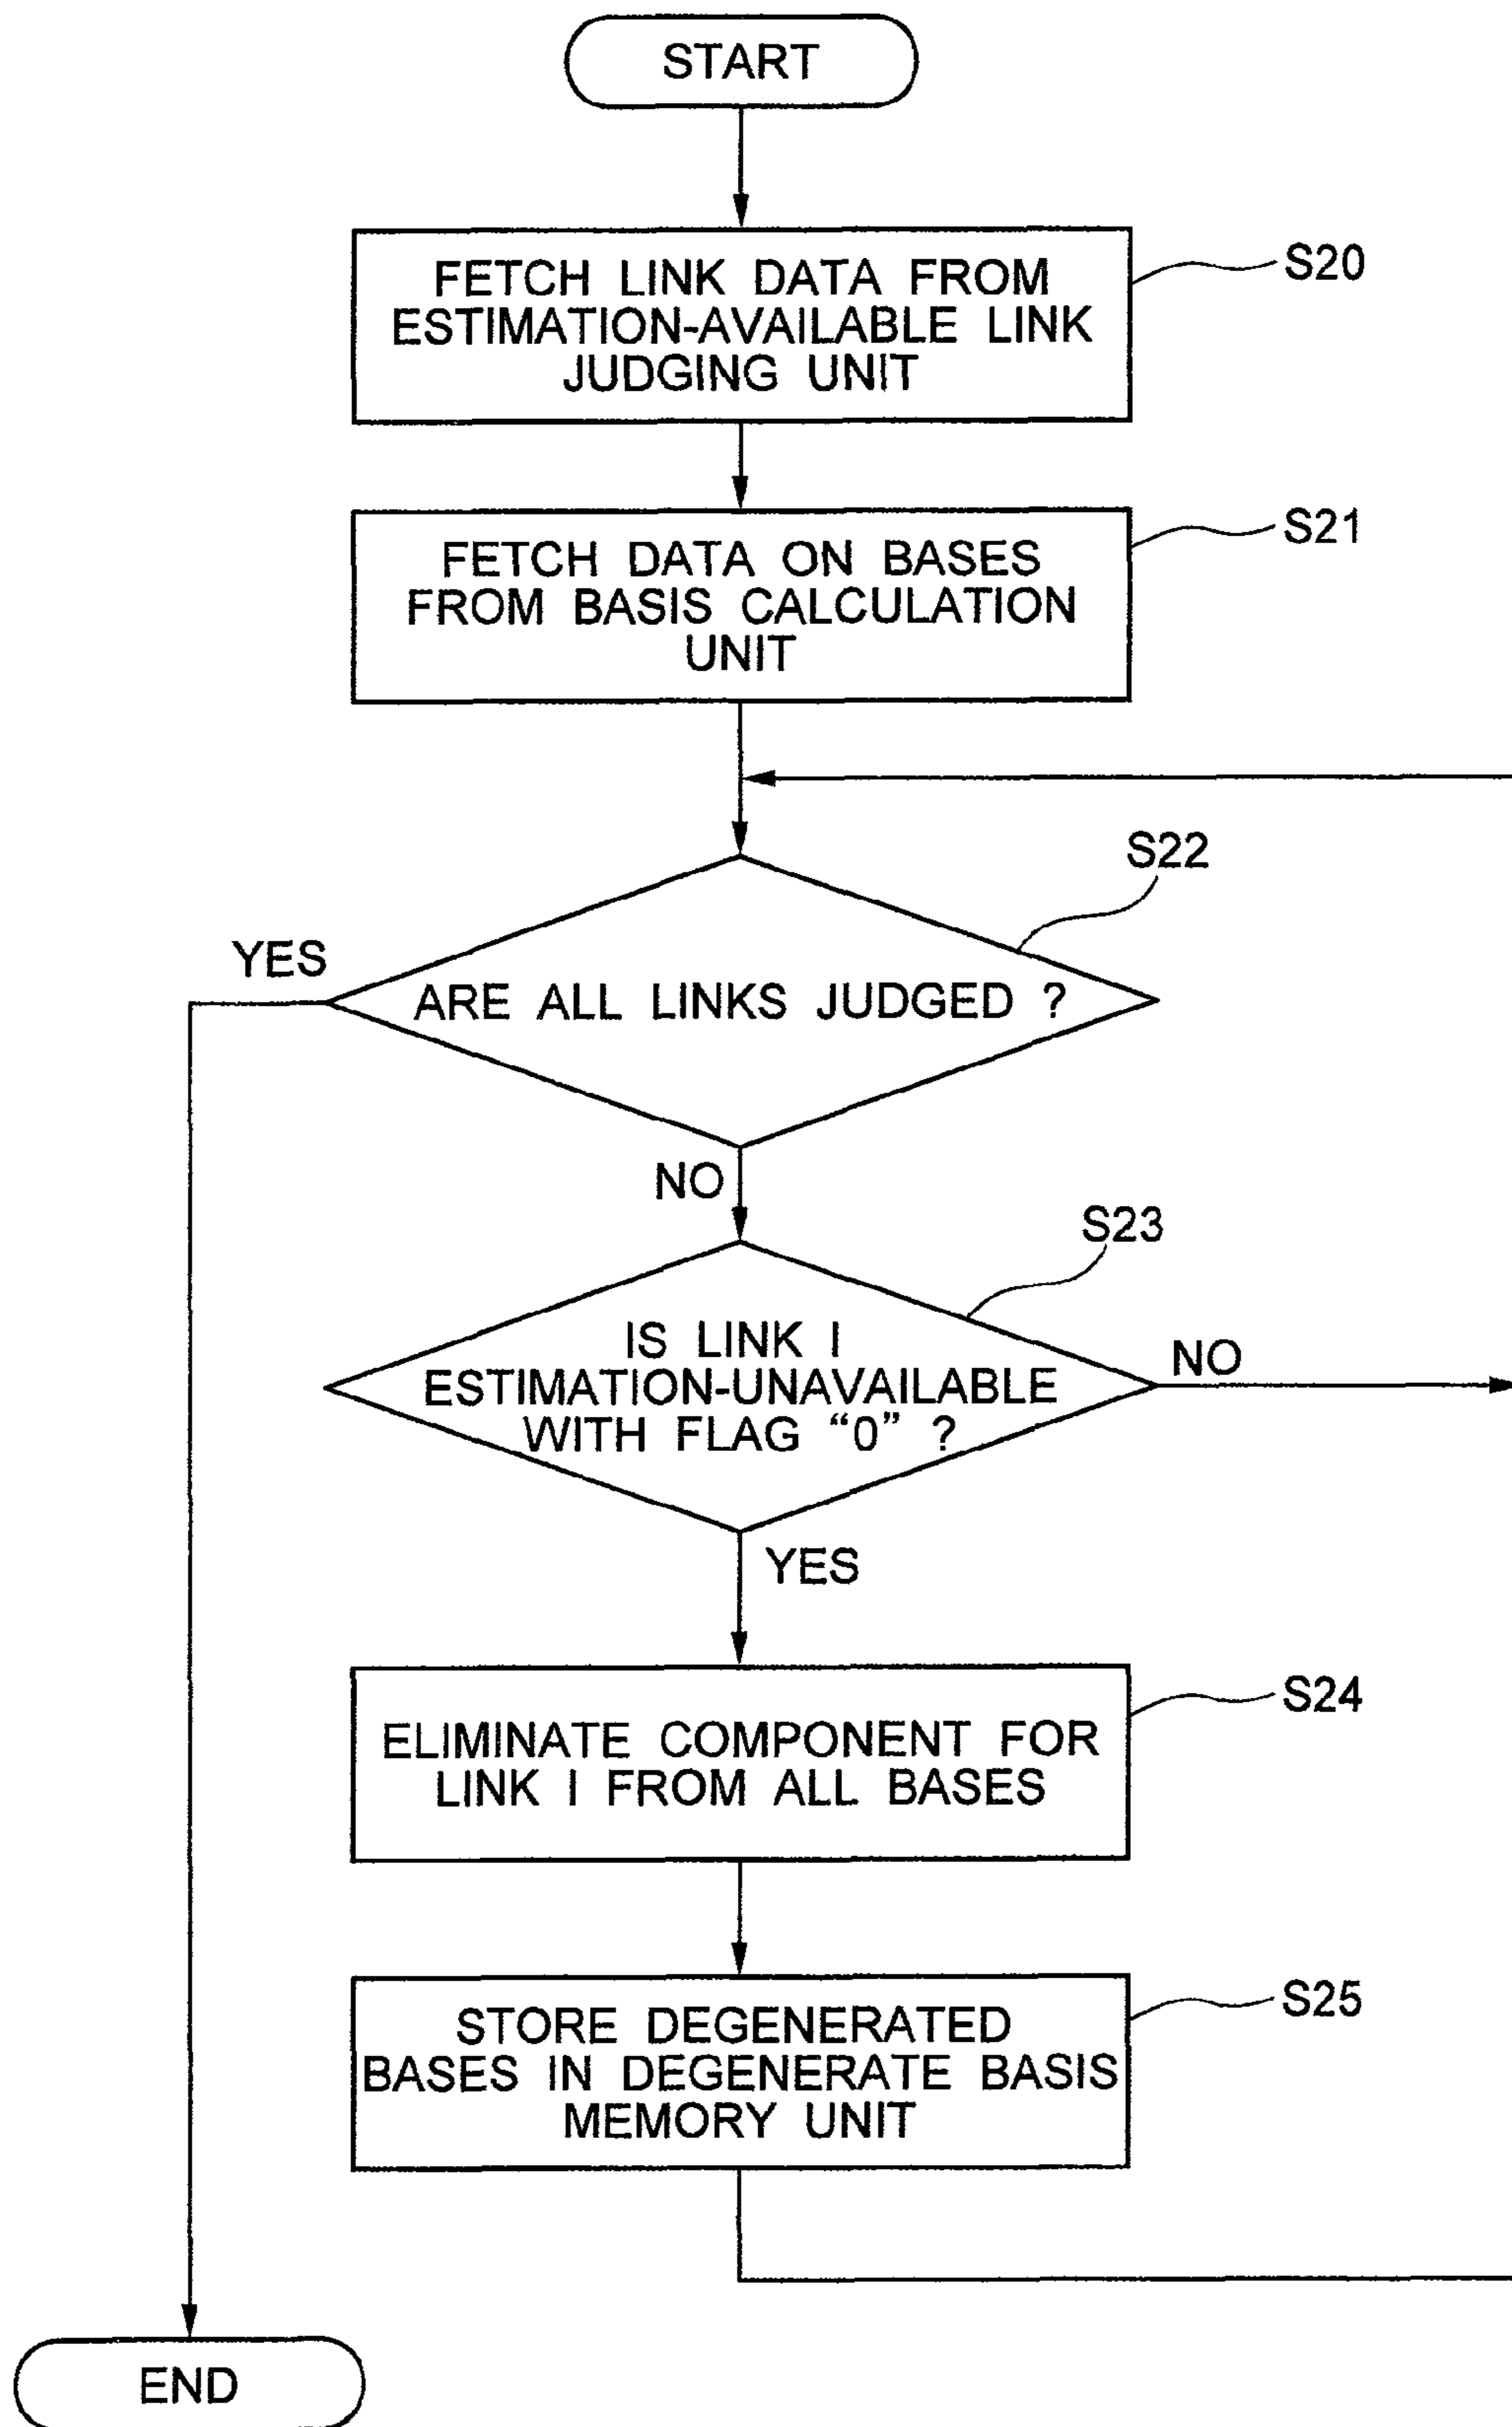 START
FETCH LINK DATA FROM
ESTIMATION-AVAILABLE LINK
JUDGING UNIT
S20
FETCH DATA ON BASES
FROM BASIS CALCULATION
UNIT
S21
S22
YES
ARE ALL LINKS JUDGED ?
NO
S23
IS LINK I
ESTIMATION-UNAVAILABLE
WITH FLAG “0” ?
NO
YES
S24
ELIMINATE COMPONENT FOR
LINK I FROM ALL BASES
S25
STORE DEGENERATED
BASES IN DEGENERATE BASIS
MEMORY UNIT
END